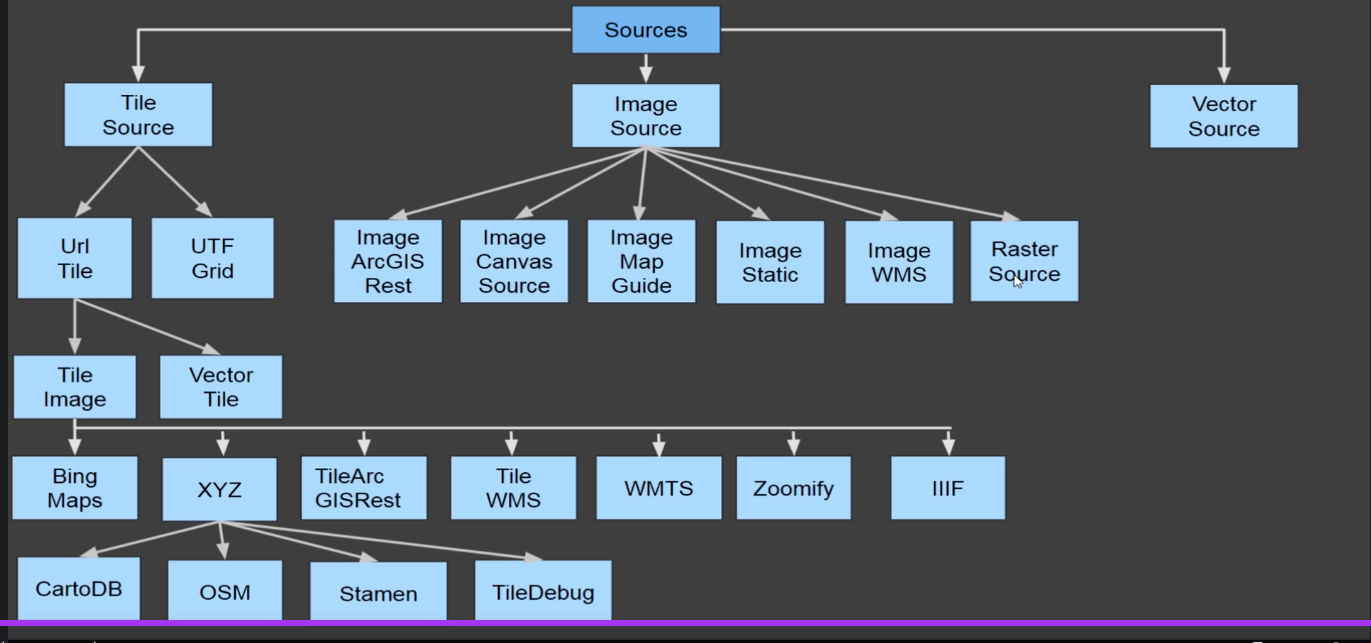 Sources
Tile
Source
Image
Source
Vector
Source
Url
Tile
UTF
Grid
Image
ArcGIS
Rest
Image
Canvas
Source
Image
Map
Guide
Image
Static
Image
WMS
Raster
Source
Tile
Image
Vector
Tile
Bing
Maps
XYZ
TileArc
GISRest
Tile
WMS
WMTS
Zoomify
IIIF
CartoDB
OSM
Stamen
TileDebug